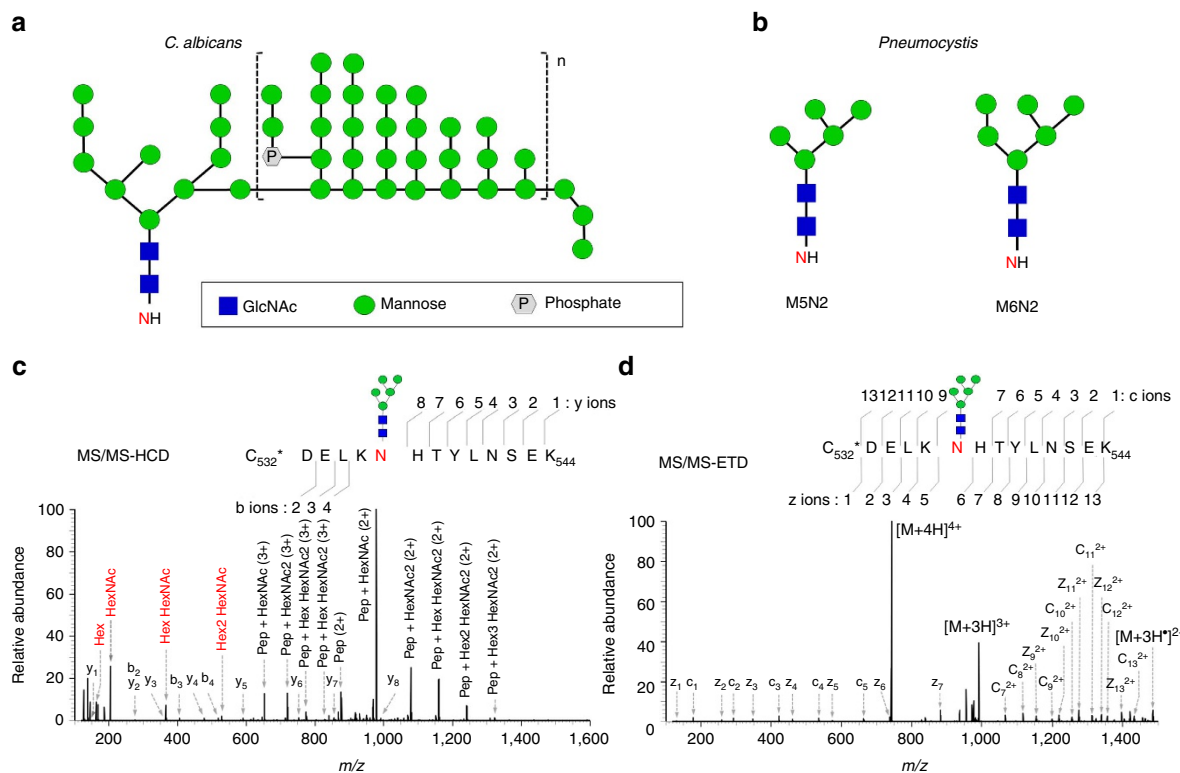 a
C. albicans
n
P
GlcNAc
Mannose
P
Phosphate
NH
b
Pneumocystis
NH
NH
M5N2
M6N2
c
MS/MS-HCD
8 7 6 5 4 3 2 1 : y ions
C532* D E L K N H T Y L N S E K544
b ions : 2 3 4
Relative abundance
100
80
60
40
20
0
y1
Hex
HexNAc
b2
y2
y3
Hex HexNAc
b3
y4
b4
Hex2 HexNAc
y5
Pep + HexNAc (3+)
Pep + HexNAc2 (3+)
y6
Pep + Hex HexNAc2 (3+)
Pep + Hex HexNAc2 (3+)
y7
Pep (2+)
Pep + HexNAc (2+)
y8
Pep + HexNAc2 (2+)
Pep + Hex HexNAc2 (2+)
Pep + Hex2 HexNAc2 (2+)
Pep + Hex3 HexNAc2 (2+)
200 400 600 800 1,000 1,200 1,400 1,600
m/z
d
MS/MS-ETD
13 12 11 10 9 7 6 5 4 3 2 1: c ions
C532* D E L K N H T Y L N S E K544
z ions : 1 2 3 4 5 6 7 8 9 10 11 12 13
Relative abundance
100
80
60
40
20
0
[M+4H]4+
[M+3H]3+
[M+3H•]2+
z1 c1 z2 c2 z3 c3 z4 c4 z5 c5 z6 z7
C7 2+
C8 2+
Z9 2+
C9 2+
Z10 2+
C10 2+
Z11 2+
C11 2+
Z12 2+
C12 2+
Z13 2+
C13 2+
200 400 600 800 1,000 1,200 1,400
m/z